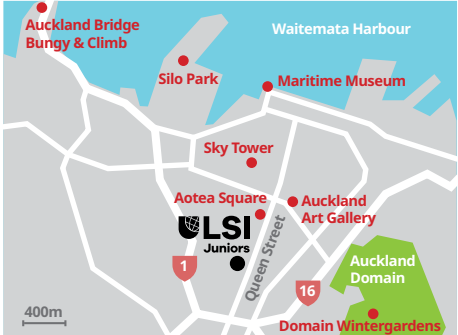 Auckland Bridge
Bungy & Climb
Waitemata Harbour
Silo Park
Maritime Museum
Sky Tower
Aotea Square
Auckland
Art Gallery
LSI
Juniors
Queen Street
1
16
Auckland
Domain
400m
Domain Wintergardens